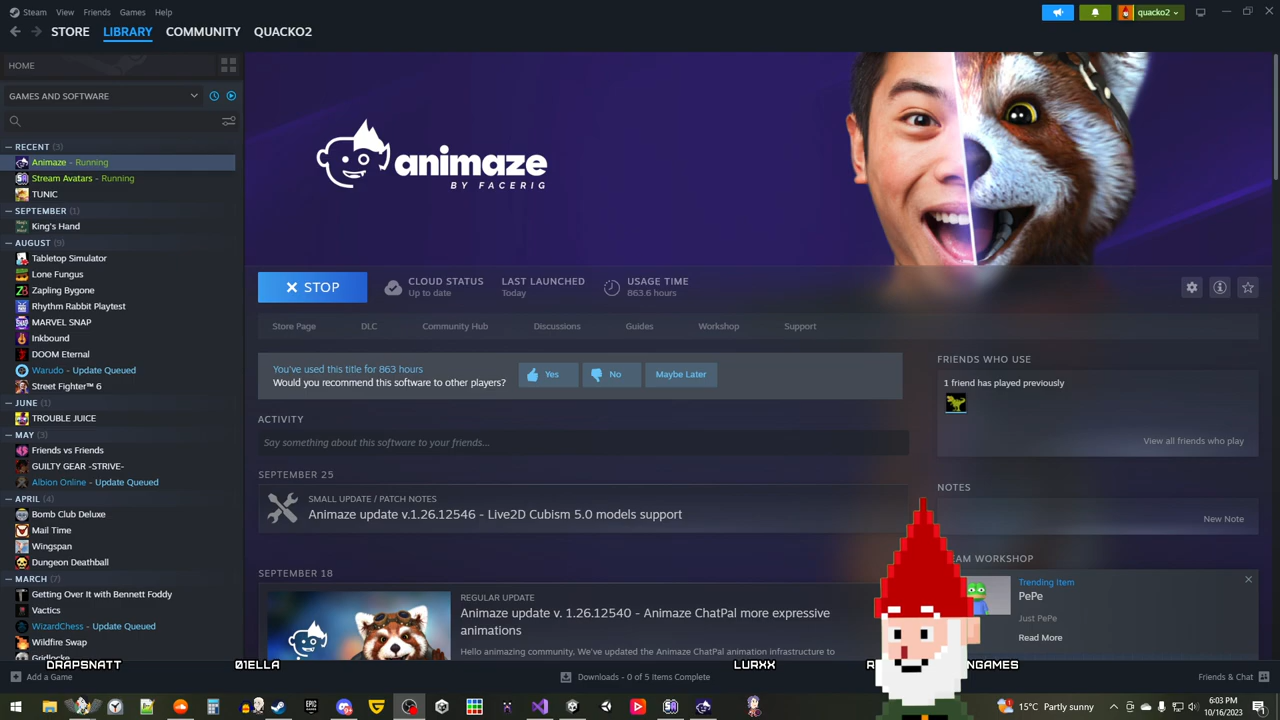 Steam View Friends Games Help
quacko2
STORE LIBRARY COMMUNITY QUACKO2
HOME
GAMES AND SOFTWARE
RECENT (3)
Animaze - Running
Stream Avatars - Running
TUNIC
SEPTEMBER (1)
King's Hand
AUGUST (9)
Tabletop Simulator
Lone Fungus
Zapling Bygone
Rhythm Rabbit Playtest
MARVEL SNAP
Inkbound
DOOM Eternal
Warudo - Update Queued
Street Fighter™ 6
JUNE (1)
TROUBLE JUICE
MAY (3)
Friends vs Friends
GUILTY GEAR -STRIVE-
Albion Online - Update Queued
APRIL (4)
Bomb Club Deluxe
Mail Time
Wingspan
Dungeon Deathball
MARCH (7)
Getting Over It with Bennett Foddy
Vactics
WizardChess - Update Queued
Wildfire Swap
Gridlocke
animaze
BY FACERIG
STOP
CLOUD STATUS
Up to date
LAST LAUNCHED
Today
USAGE TIME
863.6 hours
Store Page DLC Community Hub Discussions Guides Workshop Support
You've used this title for 863 hours
Would you recommend this software to other players?
Yes No Maybe Later
ACTIVITY
Say something about this software to your friends...
SEPTEMBER 25
SMALL UPDATE / PATCH NOTES
Animaze update v.1.26.12546 - Live2D Cubism 5.0 models support
SEPTEMBER 18
REGULAR UPDATE
Animaze update v. 1.26.12540 - Animaze ChatPal more expressive
animations
Hello animazing community. We've updated the Animaze ChatPal animation infrastructure to
FRIENDS WHO USE
1 friend has played previously
View all friends who play
NOTES
New Note
EAM WORKSHOP
Trending Item
PePe
Just PePe
Read More
DRAPSNATT 01ELLA LURXX NGAMES
Add a Game
Downloads - 0 of 5 Items Complete
Friends & Chat
EPIC
15°C Partly sunny
6:03 PM
10/16/2023